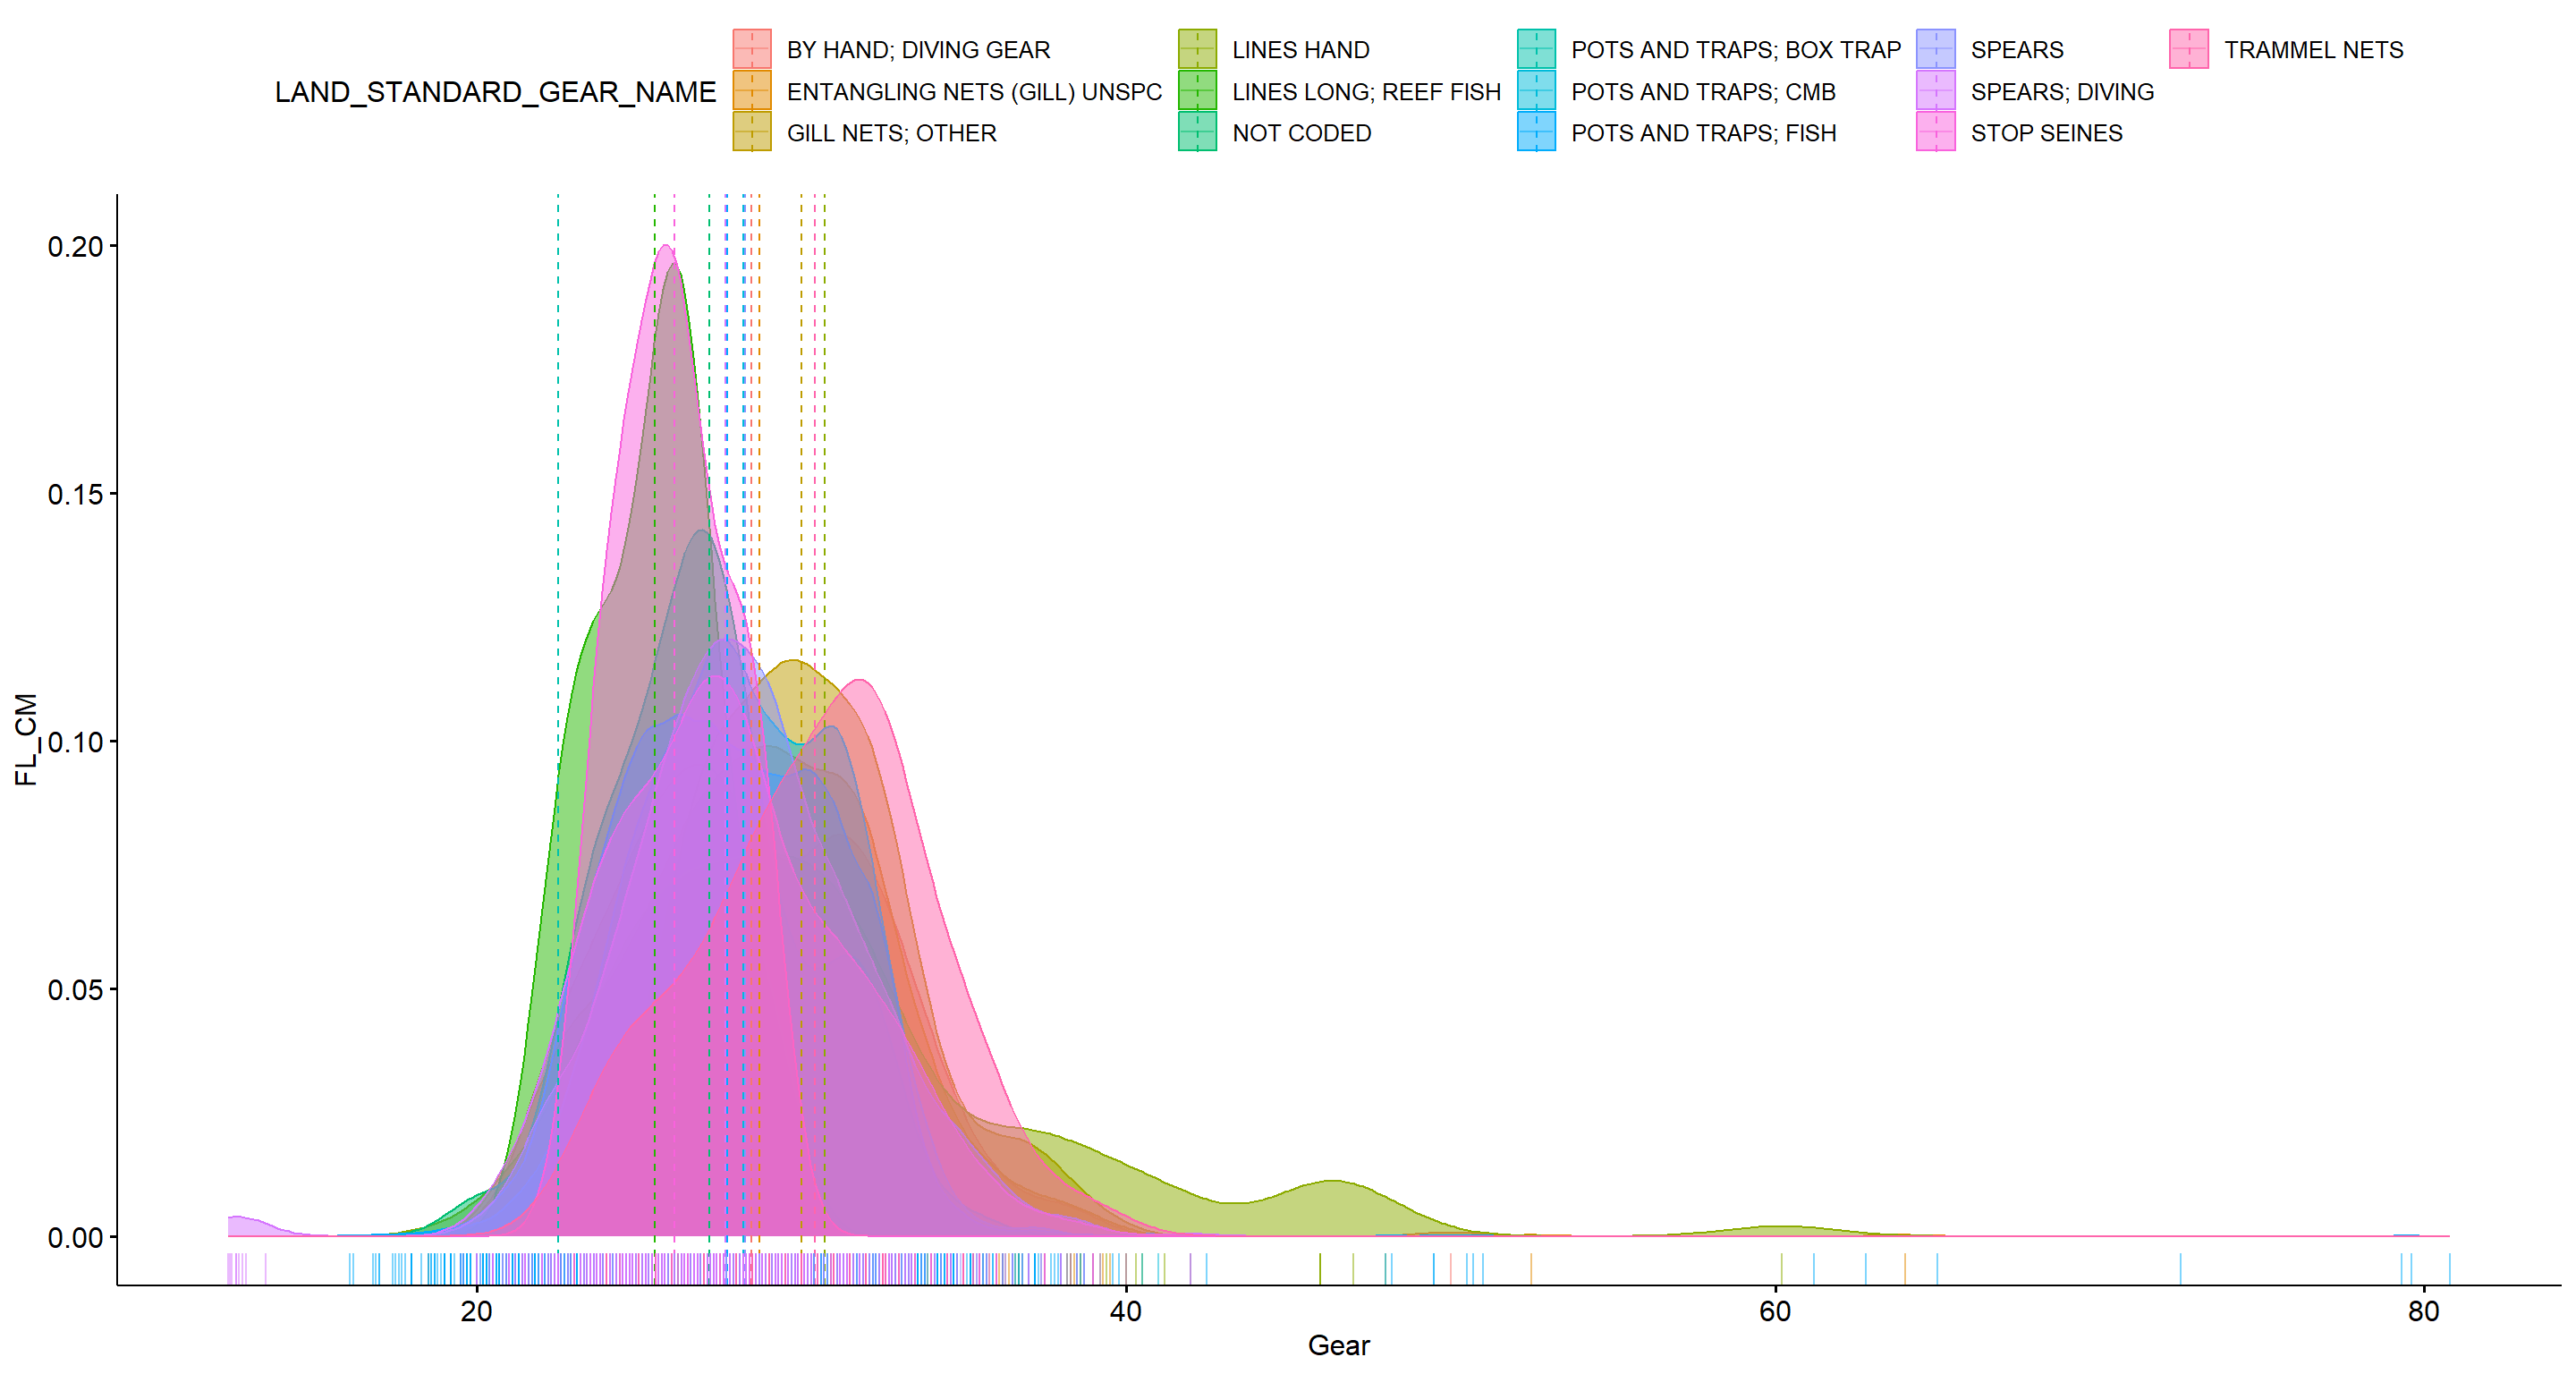 LAND_STANDARD_GEAR_NAME
BY HAND; DIVING GEAR
ENTANGLING NETS (GILL) UNSPC
GILL NETS; OTHER
LINES HAND
LINES LONG; REEF FISH
NOT CODED
POTS AND TRAPS; BOX TRAP
POTS AND TRAPS; CMB
POTS AND TRAPS; FISH
SPEARS
SPEARS; DIVING
STOP SEINES
TRAMMEL NETS
FL_CM
0.20
0.15
0.10
0.05
0.00
20
40
60
80
Gear